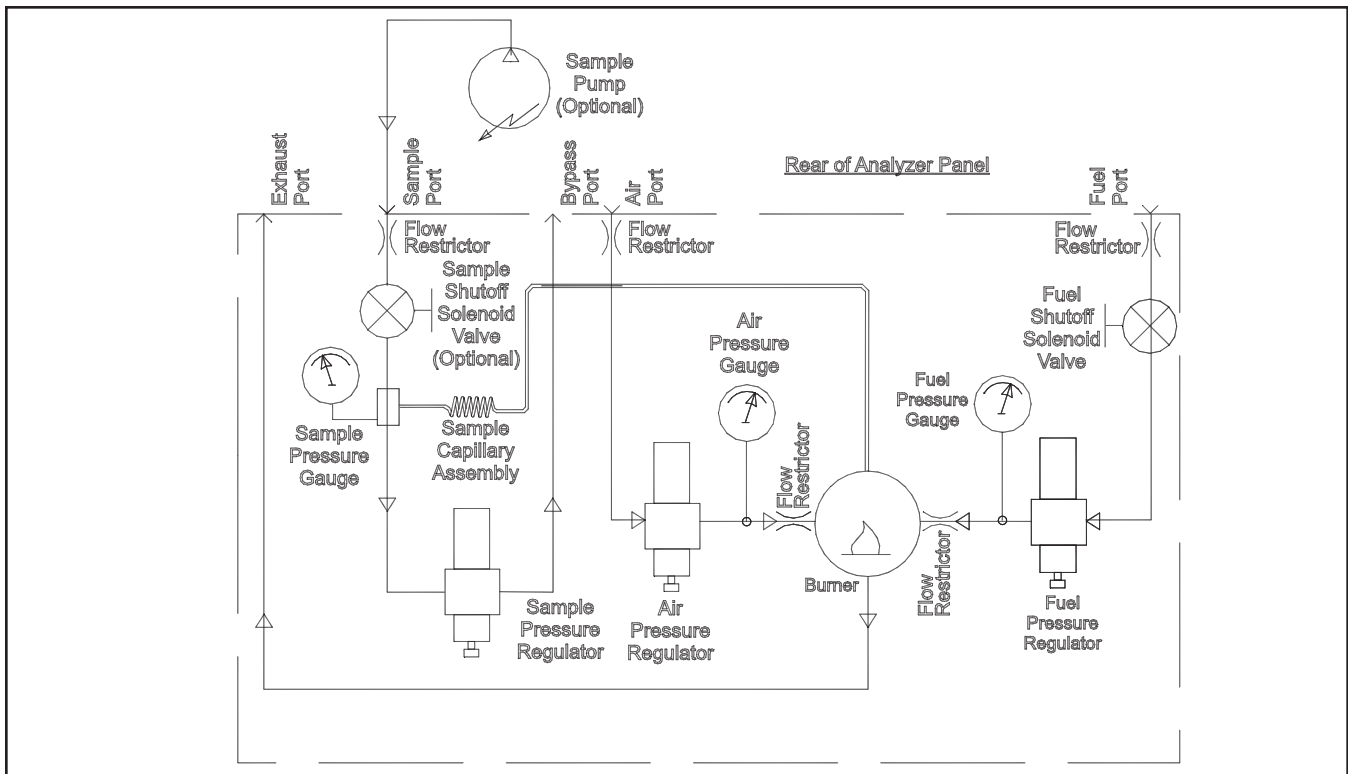 Sample
Pump
(Optional)
Exhaust
Port
Sample
Port
Bypass
Port
Air
Port
Rear of Analyzer Panel
Fuel
Port
Flow
Restrictor
Flow
Restrictor
Flow
Restrictor
Sample
Shutoff
Solenoid
Valve
(Optional)
Air
Pressure
Gauge
Fuel
Shutoff
Solenoid
Valve
Fuel
Pressure
Gauge
Sample
Pressure
Gauge
Sample
Capillary
Assembly
Flow
Restrictor
Burner
Flow
Restrictor
Sample
Pressure
Regulator
Air
Pressure
Regulator
Fuel
Pressure
Regulator